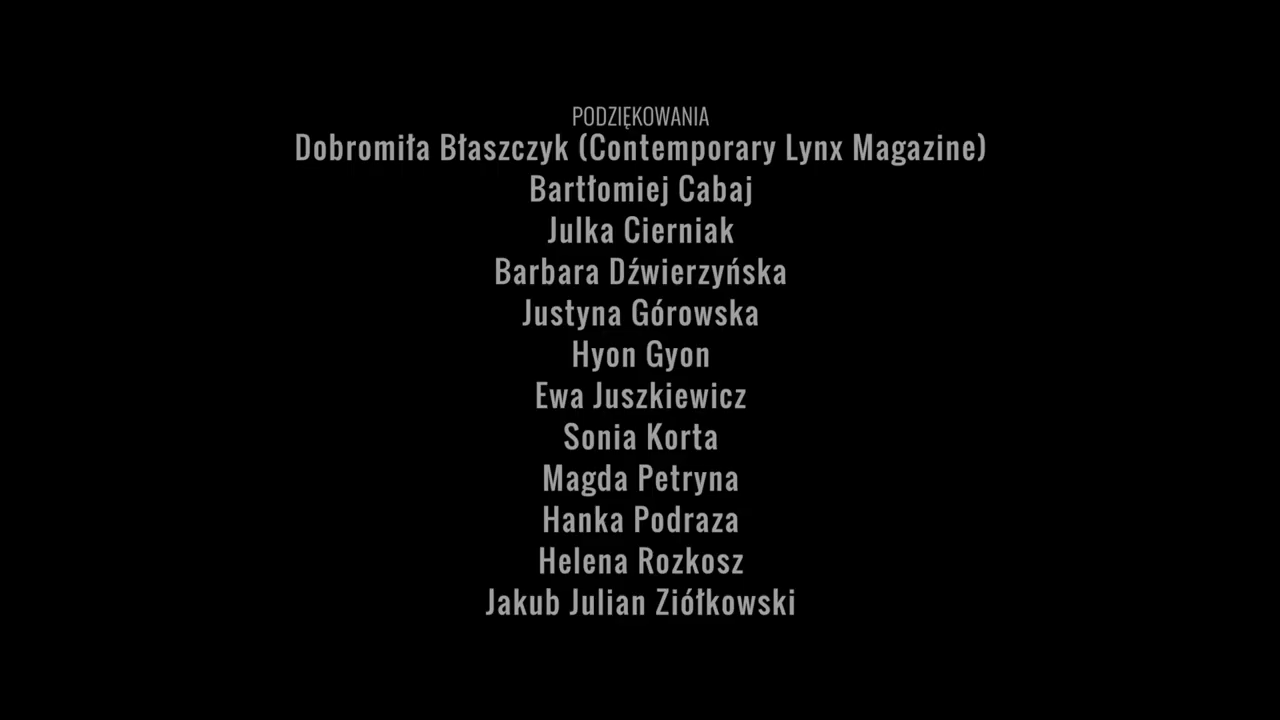 PODZIĘKOWANIA
Dobromiła Błaszczyk (Contemporary Lynx Magazine)
Bartłomiej Cabaj
Julka Cierniak
Barbara Dźwierzyńska
Justyna Górowska
Hyon Gyon
Ewa Juszkiewicz
Sonia Korta
Magda Petryna
Hanka Podraza
Helena Rozkosz
Jakub Julian Ziółkowski